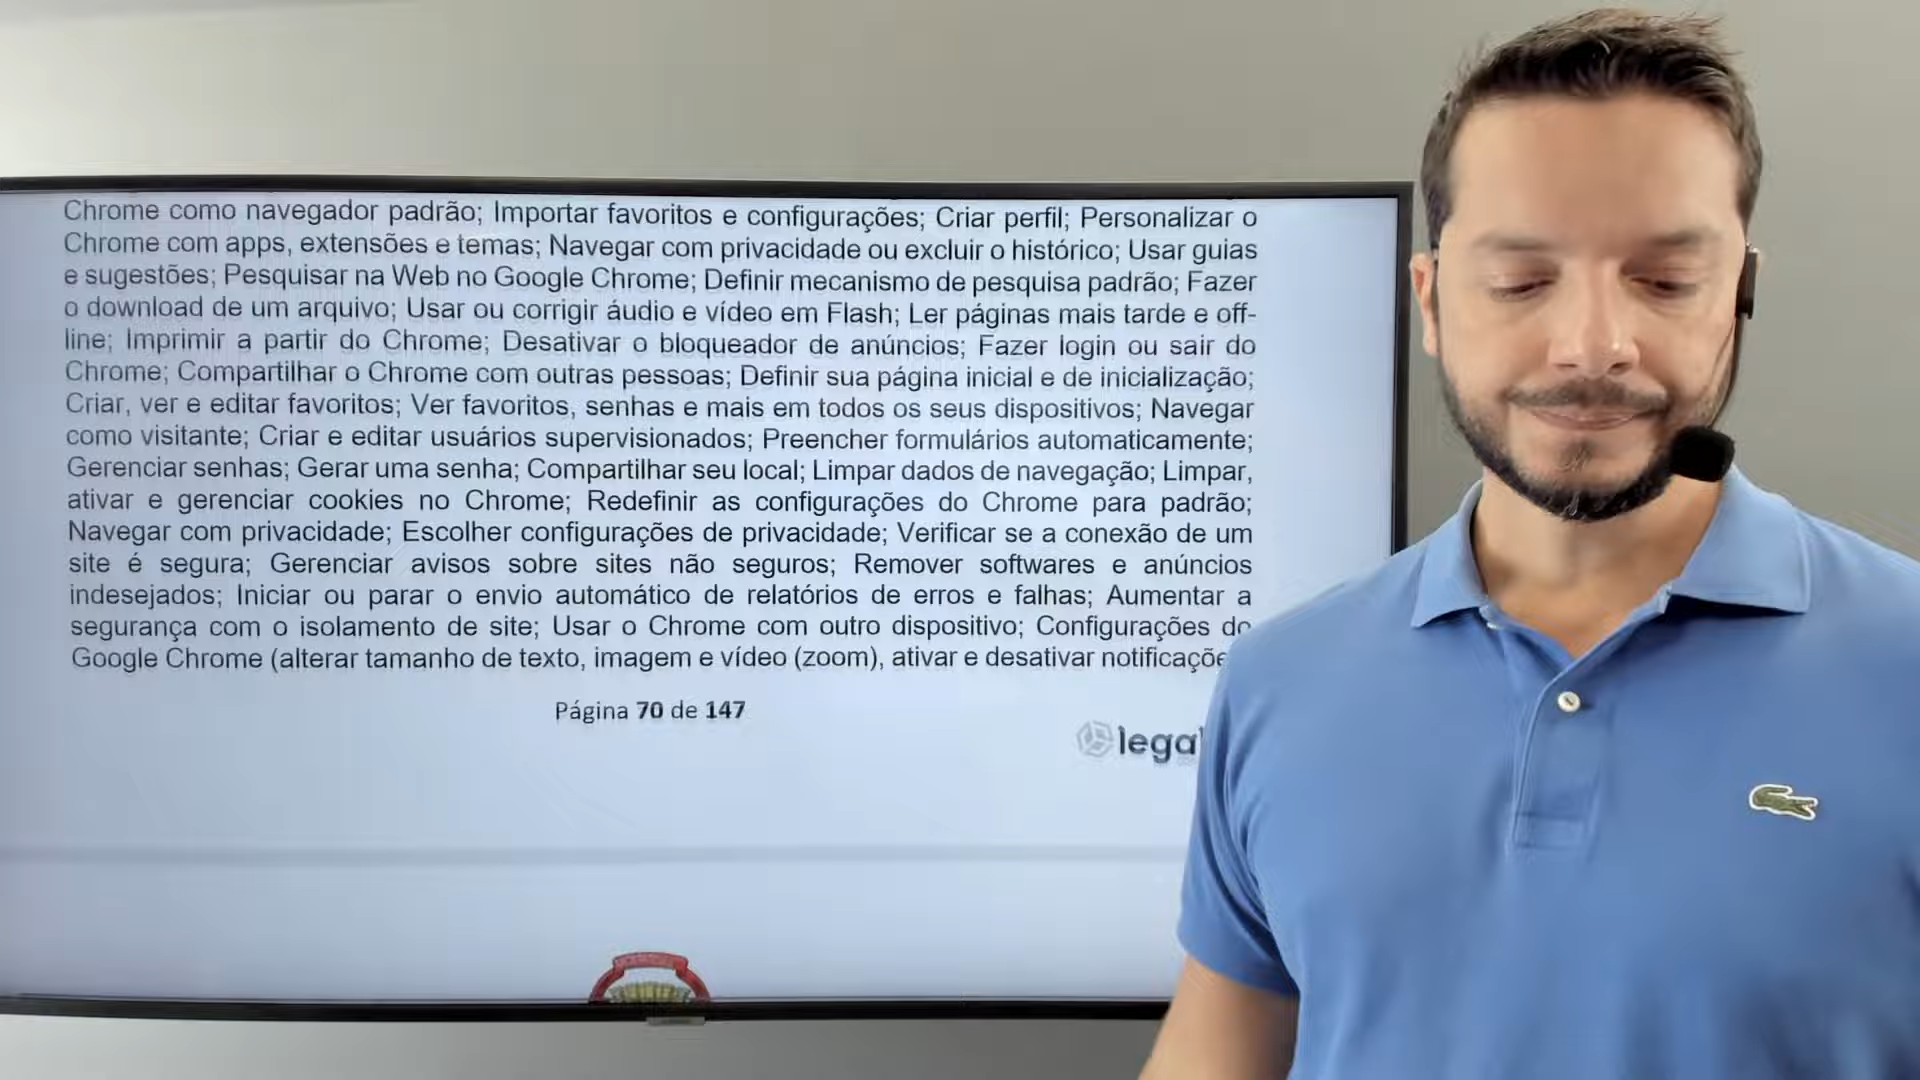 Chrome como navegador padrão; Importar favoritos e configurações; Criar perfil; Personalizar o
Chrome com apps, extensões e temas; Navegar com privacidade ou excluir o histórico; Usar guias
e sugestões; Pesquisar na Web no Google Chrome; Definir mecanismo de pesquisa padrão; Fazer
o download de um arquivo; Usar ou corrigir áudio e vídeo em Flash; Ler páginas mais tarde e off-
line; Imprimir a partir do Chrome; Desativar o bloqueador de anúncios; Fazer login ou sair do
Chrome; Compartilhar o Chrome com outras pessoas; Definir sua página inicial e de inicialização;
Criar, ver e editar favoritos; Ver favoritos, senhas e mais em todos os seus dispositivos; Navegar
como visitante; Criar e editar usuários supervisionados; Preencher formulários automaticamente;
Gerenciar senhas; Gerar uma senha; Compartilhar seu local; Limpar dados de navegação; Limpar,
ativar e gerenciar cookies no Chrome; Redefinir as configurações do Chrome para padrão;
Navegar com privacidade; Escolher configurações de privacidade; Verificar se a conexão de um
site é segura; Gerenciar avisos sobre sites não seguros; Remover softwares e anúncios
indesejados; Iniciar ou parar o envio automático de relatórios de erros e falhas; Aumentar a
segurança com o isolamento de site; Usar o Chrome com outro dispositivo; Configurações do
Google Chrome (alterar tamanho de texto, imagem e vídeo (zoom), ativar e desativar notificaçõe
Página 70 de 147
lega